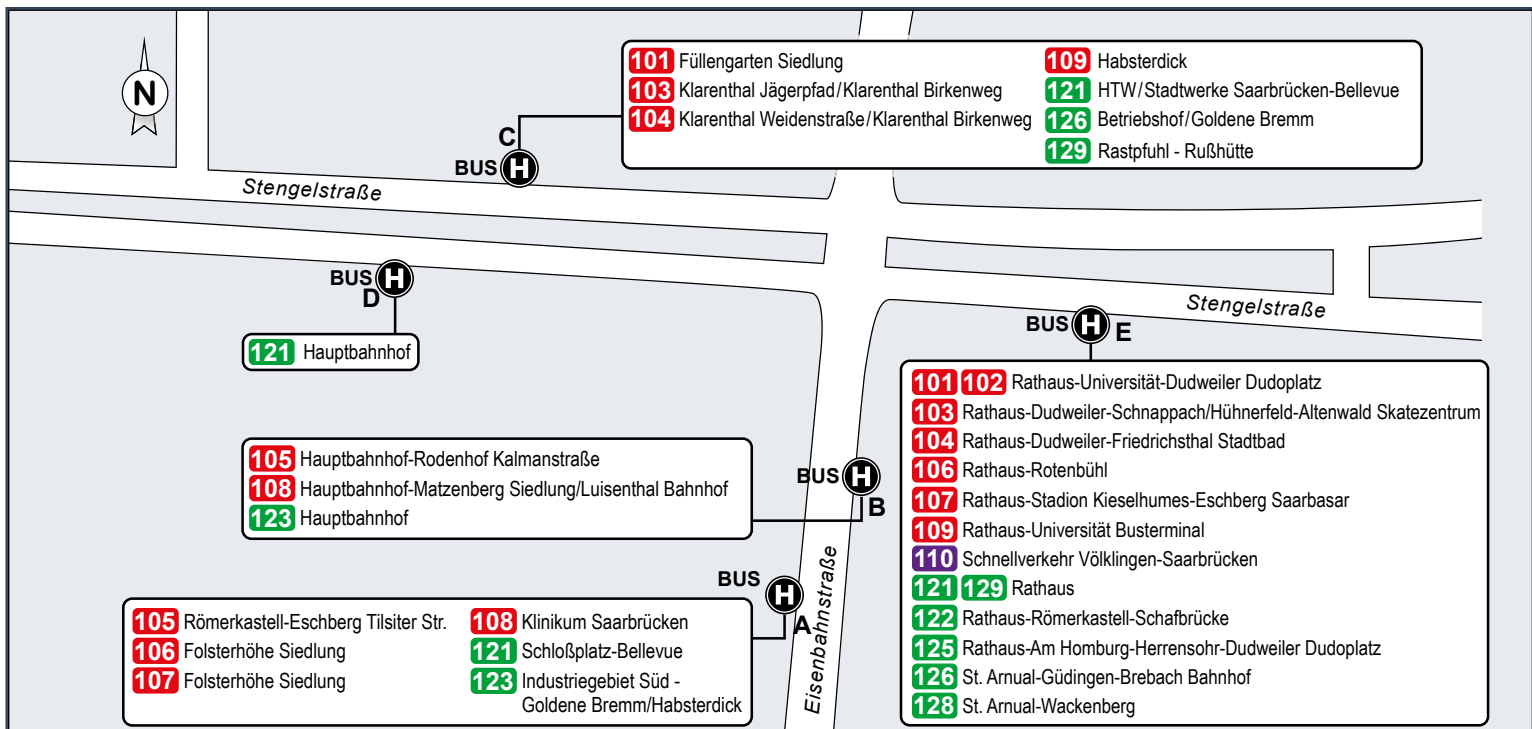 N
101 Füllengarten Siedlung
103 Klarenthal Jägerpfad/Klarenthal Birkenweg
104 Klarenthal Weidenstraße/Klarenthal Birkenweg
109 Habsterdick
121 HTW/Stadtwerke Saarbrücken-Bellevue
126 Betriebshof/Goldene Bremm
129 Rastpfuhl - Rußhütte
C
BUS H
Stengelstraße
BUS H
D
121 Hauptbahnhof
Stengelstraße
BUS H E
101 102 Rathaus-Universität-Dudweiler Dudoplatz
103 Rathaus-Dudweiler-Schnappach/Hühnerfeld-Altenwald Skatezentrum
104 Rathaus-Dudweiler-Friedrichsthal Stadtbad
106 Rathaus-Rotenbühl
107 Rathaus-Stadion Kieselhumes-Eschberg Saarbasar
109 Rathaus-Universität Busterminal
110 Schnellverkehr Völklingen-Saarbrücken
121 129 Rathaus
122 Rathaus-Römerkastell-Schafbrücke
125 Rathaus-Am Homburg-Herrensohr-Dudweiler Dudoplatz
126 St. Arnual-Güdingen-Brebach Bahnhof
128 St. Arnual-Wackenberg
105 Hauptbahnhof-Rodenhof Kalmanstraße
108 Hauptbahnhof-Matzenberg Siedlung/Luisenthal Bahnhof
123 Hauptbahnhof
BUS H
B
BUS H
A
Eisenbahnstraße
105 Römerkastell-Eschberg Tilsiter Str.
106 Folsterhöhe Siedlung
107 Folsterhöhe Siedlung
108 Klinikum Saarbrücken
121 Schloßplatz-Bellevue
123 Industriegebiet Süd -
Goldene Bremm/Habsterdick